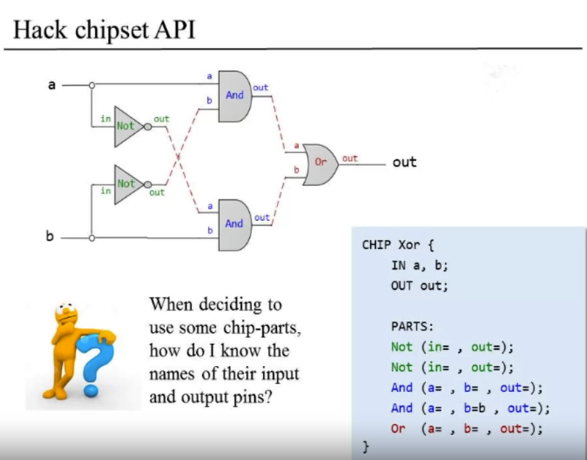 Hack chipset API
a
a
b
And
out
in
Not
out
a
b
Or
out
out
in
Not
out
a
b
And
out
b
When deciding to
use some chip-parts,
how do I know the
names of their input
and output pins?
?
CHIP Xor {
IN a, b;
OUT out;
PARTS:
Not (in= , out=);
Not (in= , out=);
And (a= , b= , out=);
And (a= , b=b , out=);
Or (a= , b= , out=);
}